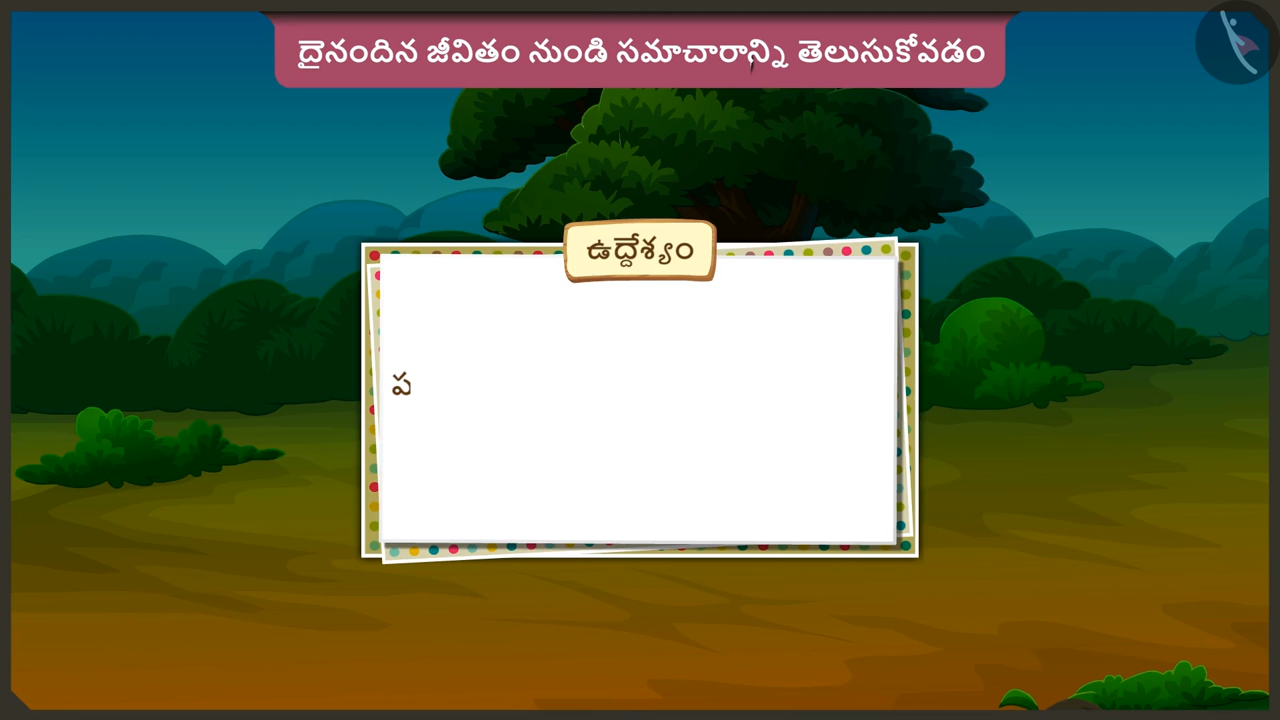 దైనందిన జీవితం నుండి సమాచారాన్ని తెలుసుకోవడం
ఉద్దేశ్యం
ప